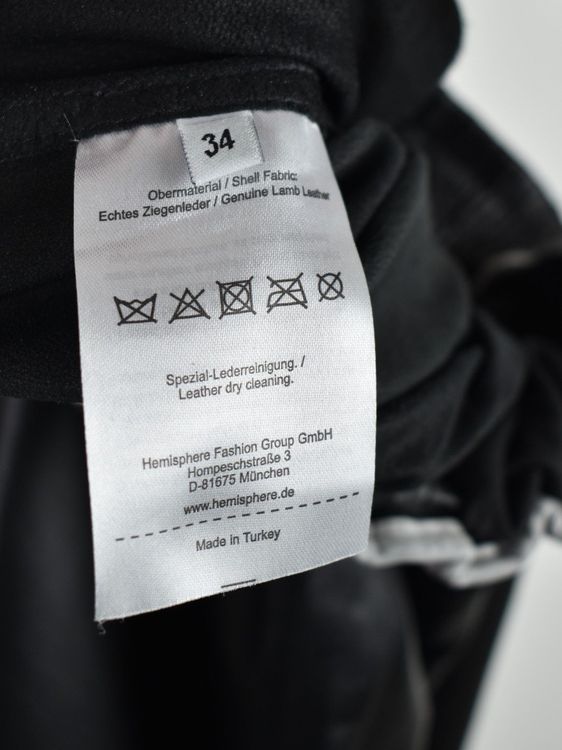 34
Obermaterial / Shell Fabric:
Echtes Ziegenleder / Genuine Lamb Leather
Spezial-Lederreinigung. /
Leather dry cleaning.
Hemisphere Fashion Group GmbH
Hompeschstraße 3
D-81675 München
www.hemisphere.de
Made in Turkey